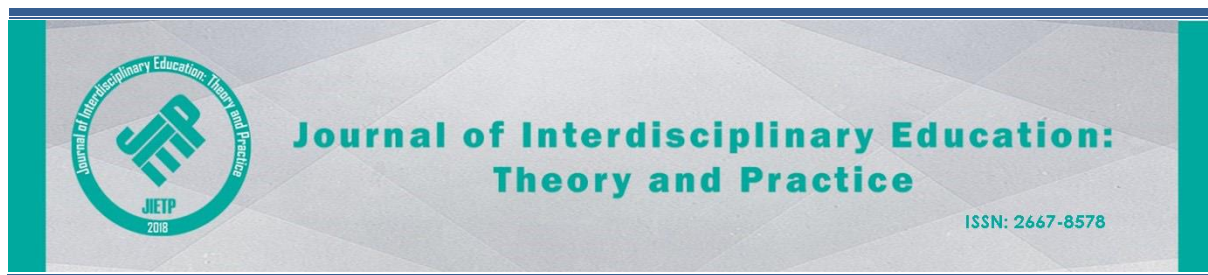 Journal of Interdisciplinary Education: Theory and Practice
JIETP
JIETP
2018
Journal of Interdisciplinary Education:
Theory and Practice
ISSN: 2667-8578